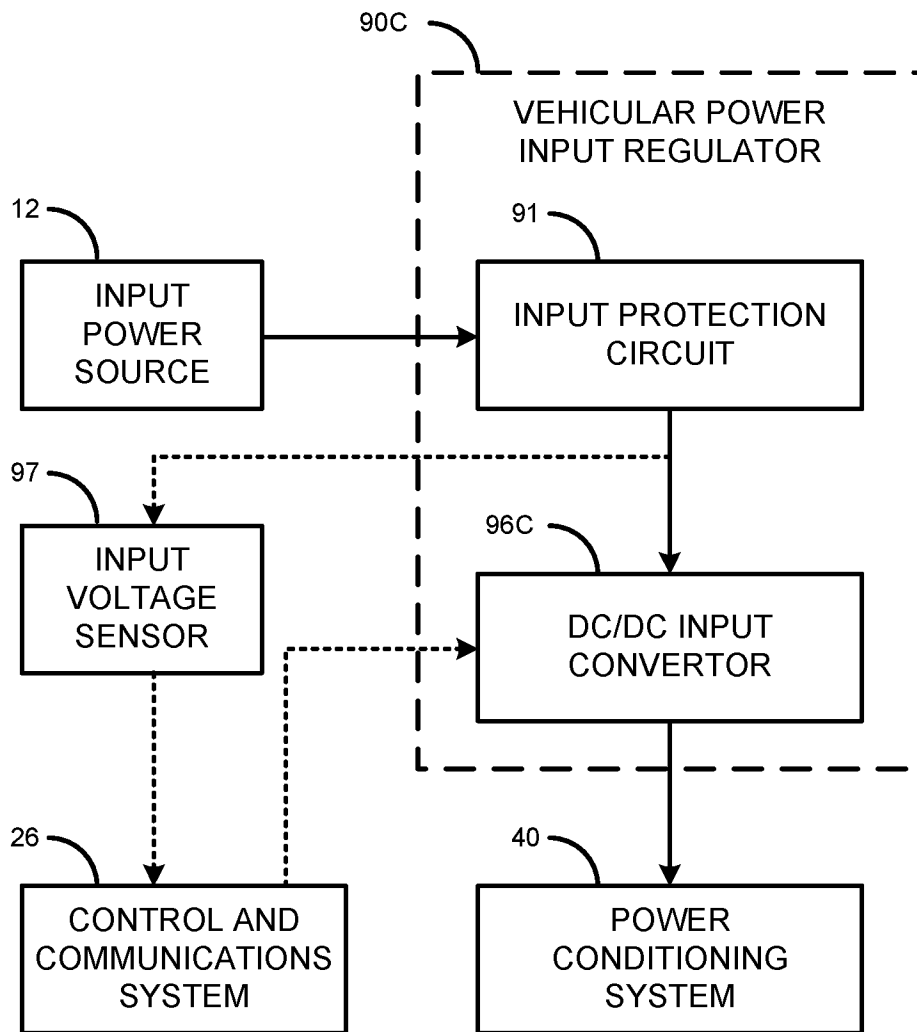 90C
VEHICULAR POWER
INPUT REGULATOR
12
INPUT
POWER
SOURCE
91
INPUT PROTECTION
CIRCUIT
97
INPUT
VOLTAGE
SENSOR
96C
DC/DC INPUT
CONVERTOR
26
CONTROL AND
COMMUNICATIONS
SYSTEM
40
POWER
CONDITIONING
SYSTEM